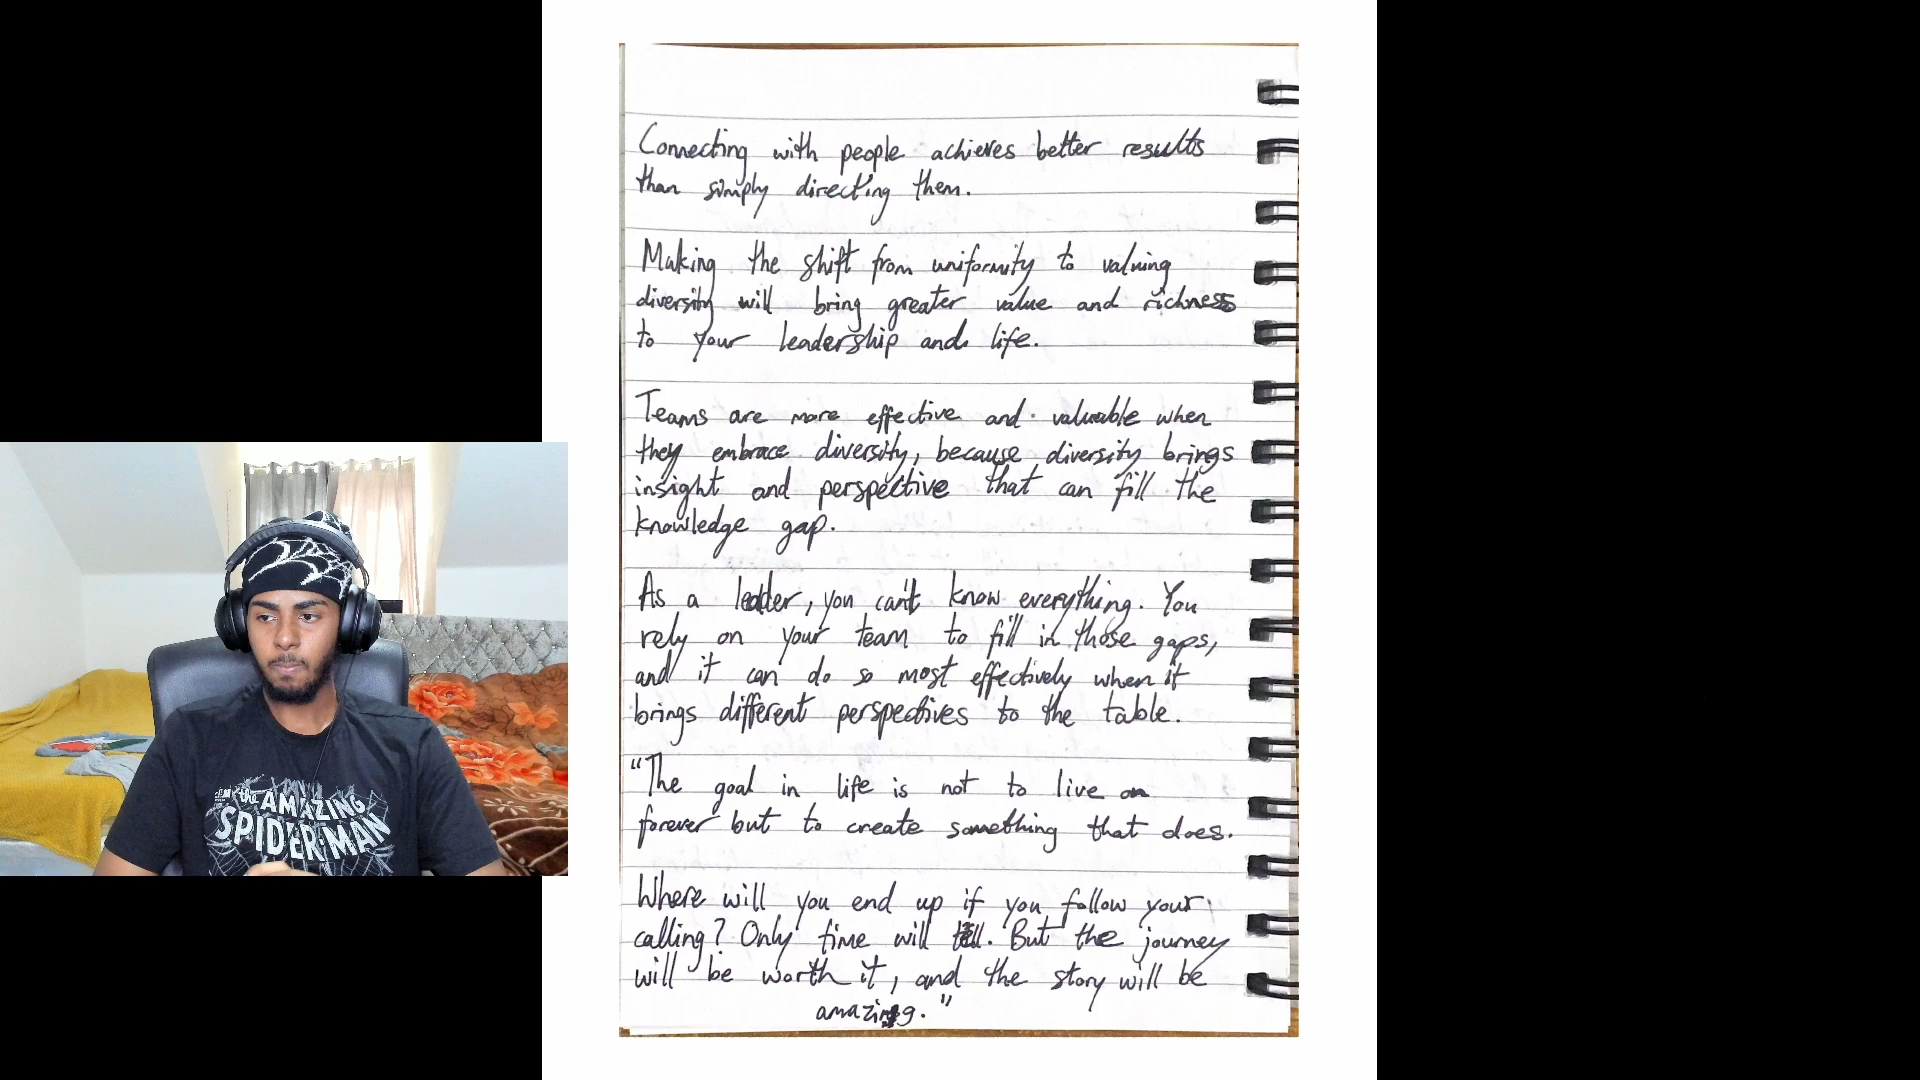 Connecting with people achieves better results
than simply directing them.
Making the shift from uniformity to valuing
diversity will bring greater value and richness
to your leadership and life.
Teams are more effective and valuable when
they embrace diversity, because diversity brings
insight and perspective that can fill the
knowledge gap.
As a leader, you can't know everything. You
rely on your team to fill in those gaps,
and it can do so most effectively when it
brings different perspectives to the table.
"The goal in life is not to live on
forever but to create something that does.
Where will you end up if you follow your
calling? Only time will tell. But the journey
will be worth it, and the story will be
amazing."
the AMAZING
SPIDER-MAN